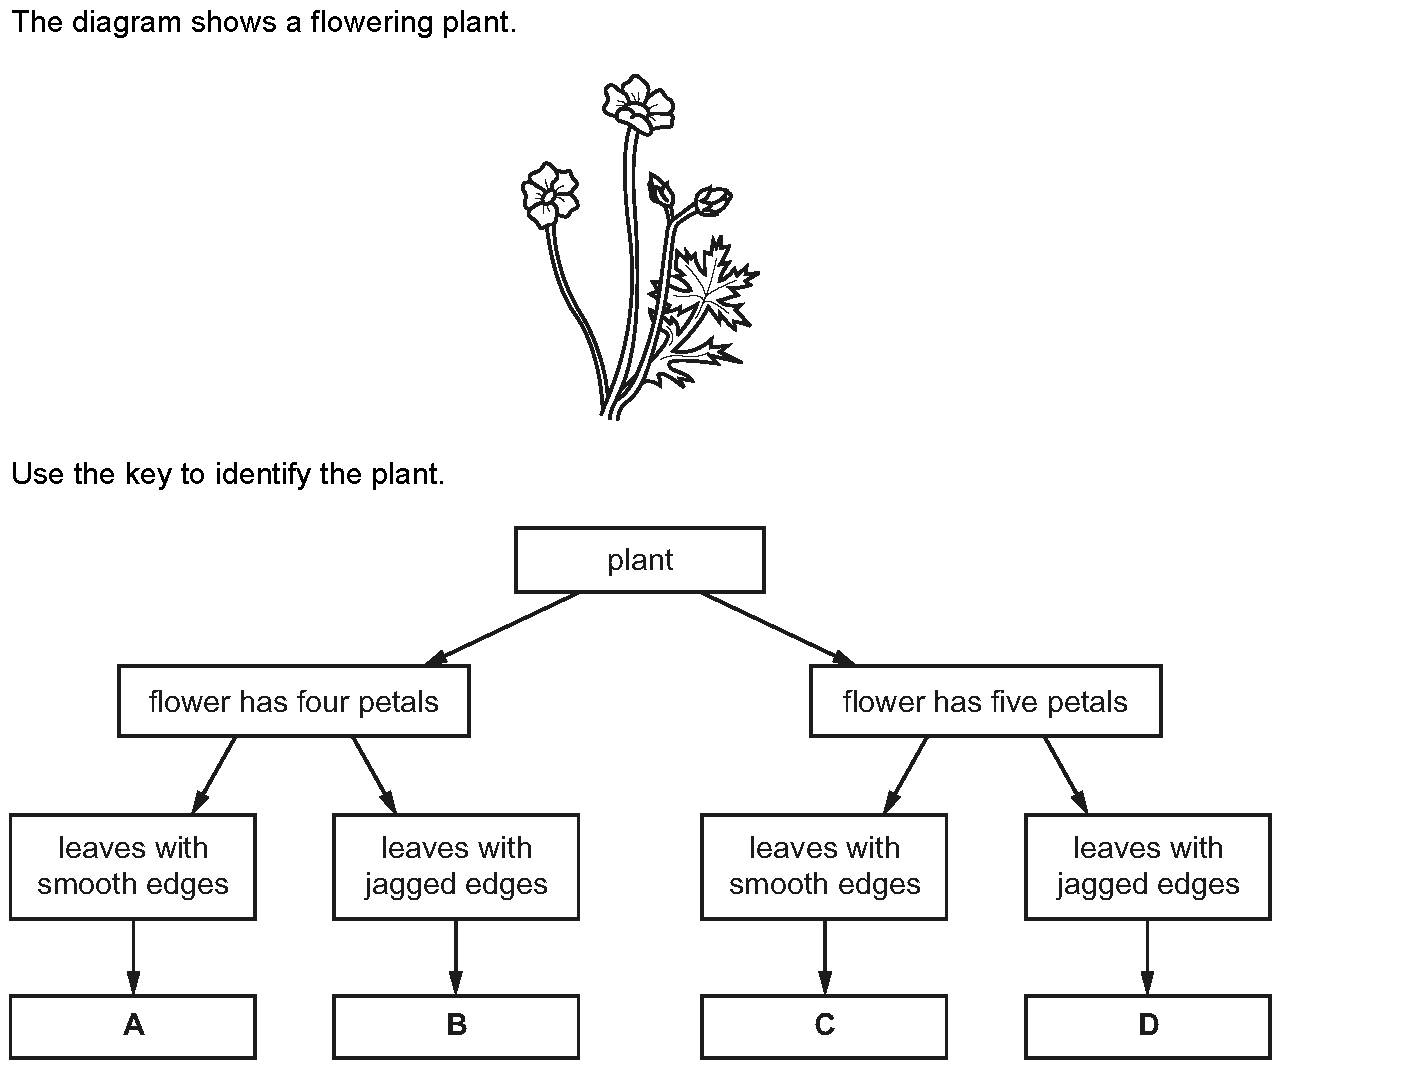 The diagram shows a flowering plant.
Use the key to identify the plant.
plant
flower has four petals
flower has five petals
leaves with
smooth edges
leaves with
jagged edges
leaves with
smooth edges
leaves with
jagged edges
A
B
C
D